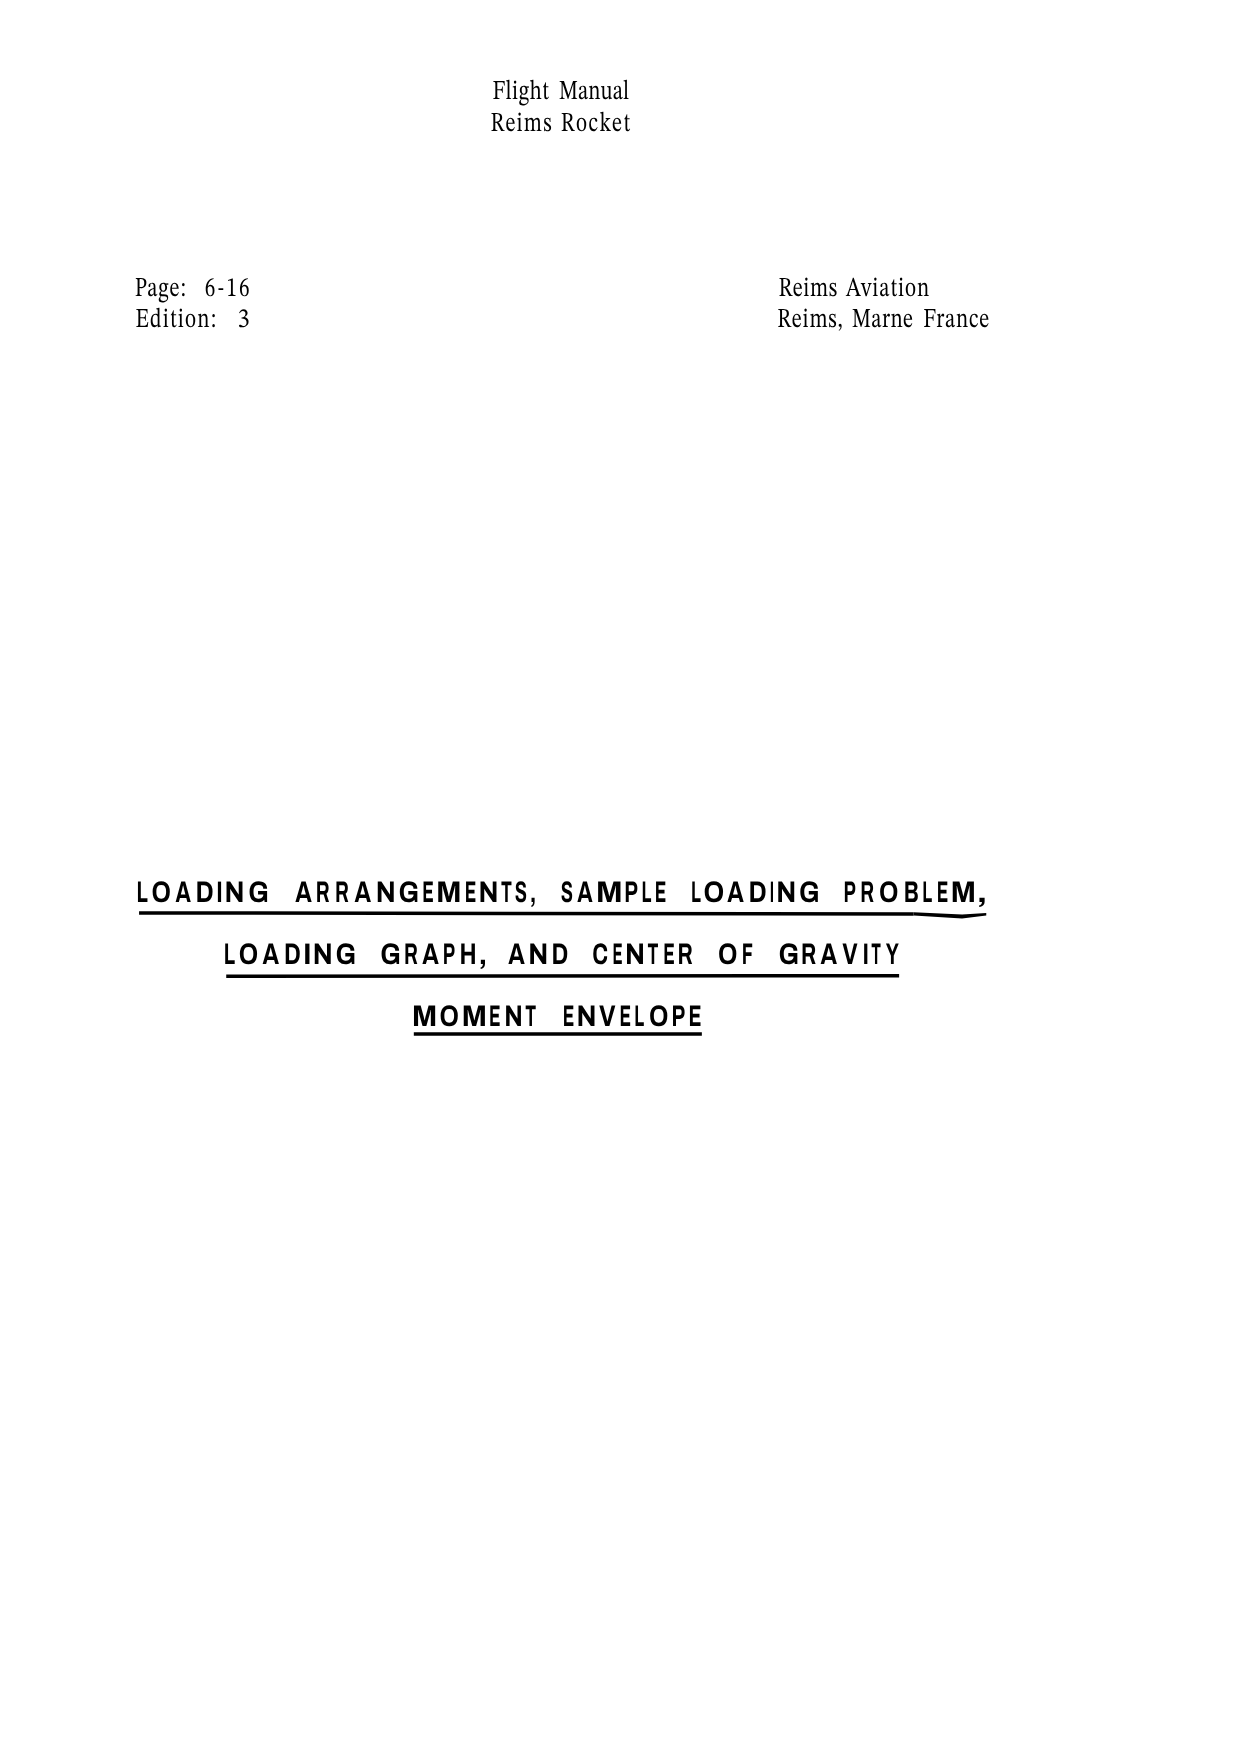 Flight Manual
Reims Rocket
Page: 6-16
Edition: 3
Reims Aviation
Reims, Marne France
LOADING ARRANGEMENTS, SAMPLE LOADING PROBLEM,
LOADING GRAPH, AND CENTER OF GRAVITY
MOMENT ENVELOPE